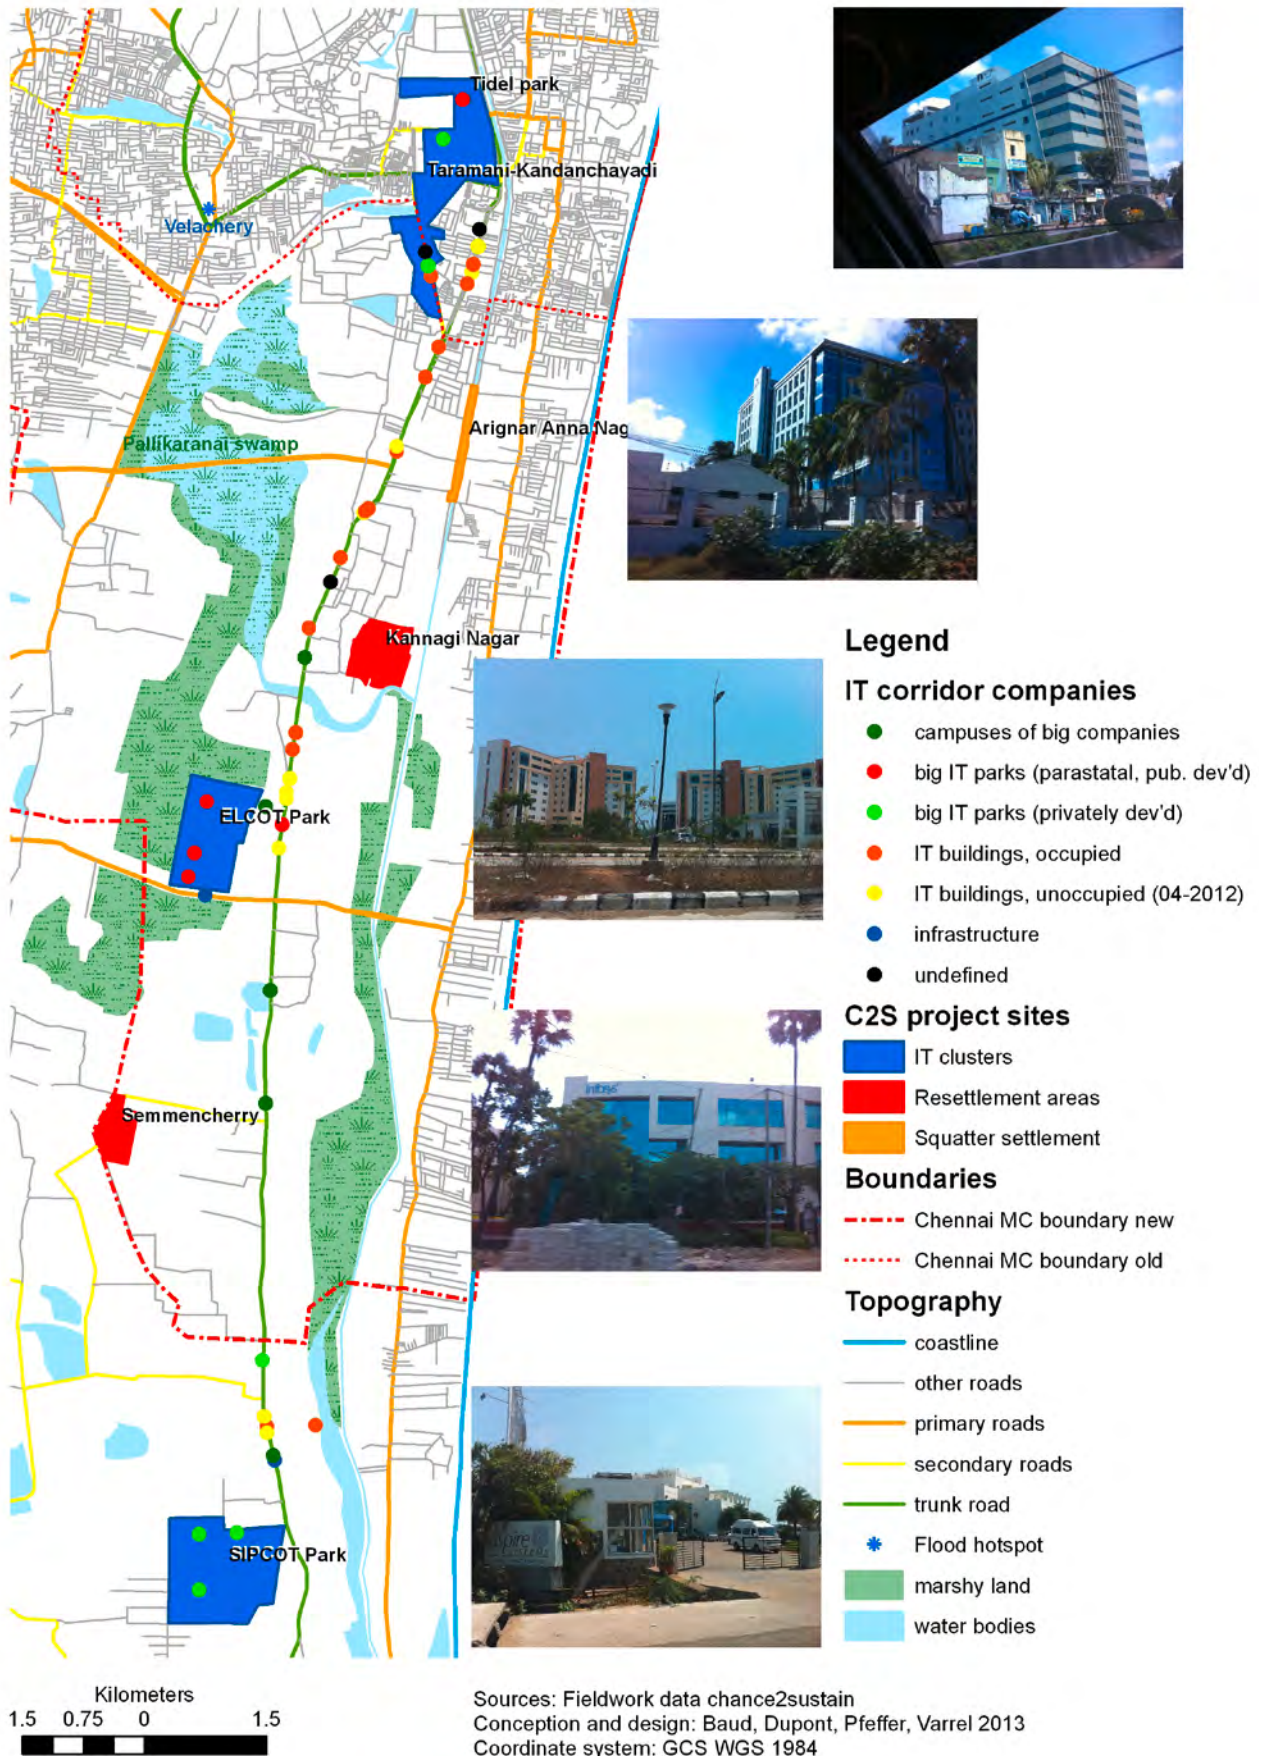 Tidel park
Taramani-Kandanchavadi
Velachery
Arignar Anna Nag
Pallikaranai swamp
Kannagi Nagar
ELCOT Park
Semmencherry
SIPCOT Park
Infosys
Legend
IT corridor companies
campuses of big companies
big IT parks (parastatal, pub. dev'd)
big IT parks (privately dev'd)
IT buildings, occupied
IT buildings, unoccupied (04-2012)
infrastructure
undefined
C2S project sites
IT clusters
Resettlement areas
Squatter settlement
Boundaries
Chennai MC boundary new
Chennai MC boundary old
Topography
coastline
other roads
primary roads
secondary roads
trunk road
Flood hotspot
marshy land
water bodies
Kilometers
1.5 0.75 0 1.5
Sources: Fieldwork data chance2sustain
Conception and design: Baud, Dupont, Pfeffer, Varrel 2013
Coordinate system: GCS WGS 1984